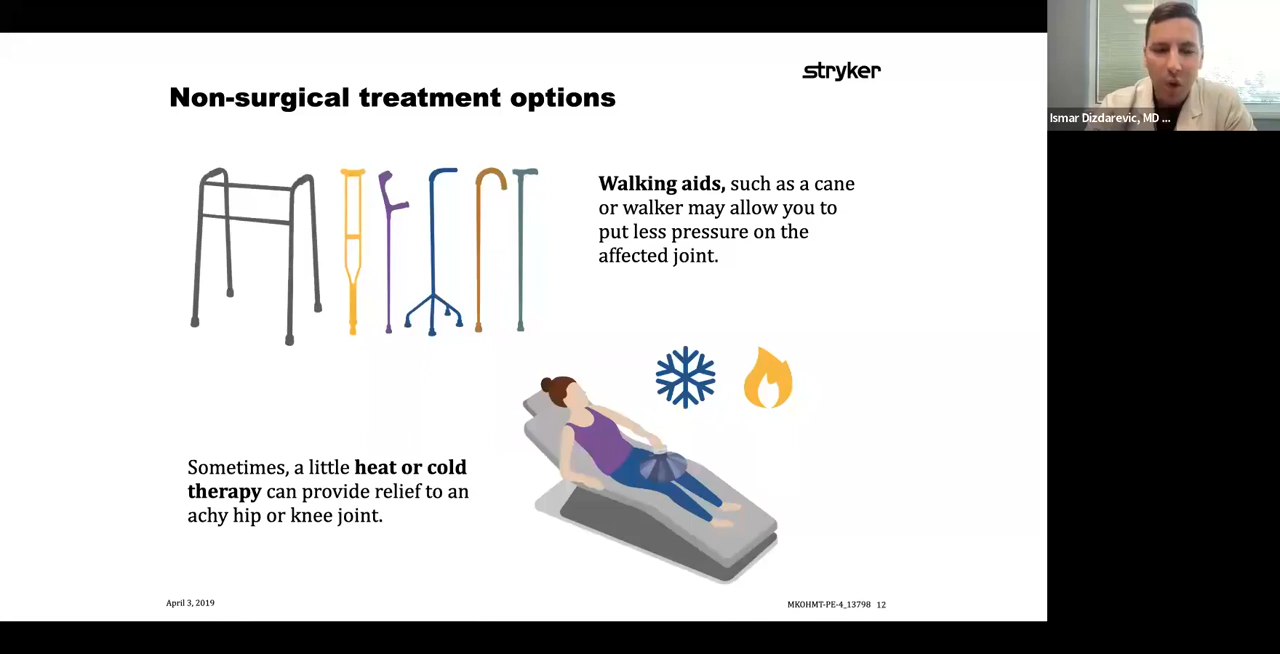 stryker
Non-surgical treatment options
Walking aids, such as a cane
or walker may allow you to
put less pressure on the
affected joint.
Sometimes, a little heat or cold
therapy can provide relief to an
achy hip or knee joint.
April 3, 2019
MKOHMT-PE-4_13798 12
Ismar Dizdarevic, MD ...